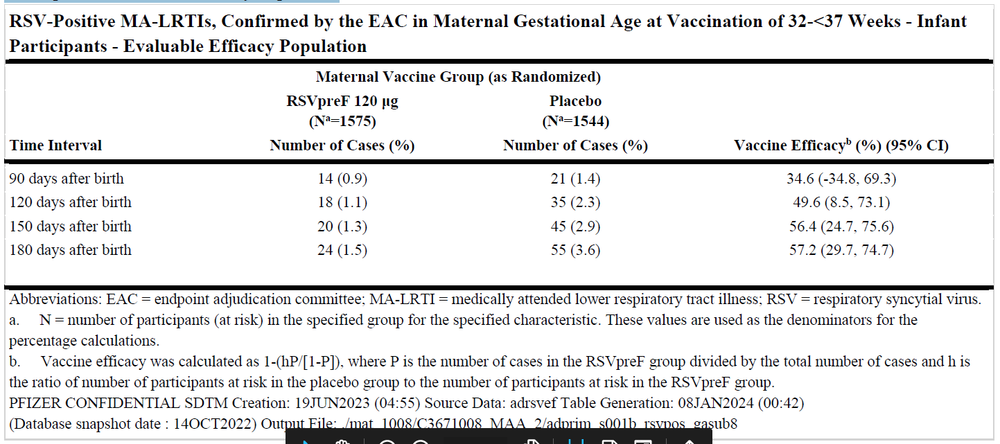 RSV-Positive MA-LRTIs, Confirmed by the EAC in Maternal Gestational Age at Vaccination of 32-<37 Weeks - Infant
Participants - Evaluable Efficacy Population
Maternal Vaccine Group (as Randomized)
RSVpreF 120 µg Placebo
(Nᵃ=1575) (Nᵃ=1544)
Time Interval Number of Cases (%) Number of Cases (%) Vaccine Efficacyᵇ (%) (95% CI)
90 days after birth 14 (0.9) 21 (1.4) 34.6 (-34.8, 69.3)
120 days after birth 18 (1.1) 35 (2.3) 49.6 (8.5, 73.1)
150 days after birth 20 (1.3) 45 (2.9) 56.4 (24.7, 75.6)
180 days after birth 24 (1.5) 55 (3.6) 57.2 (29.7, 74.7)
Abbreviations: EAC = endpoint adjudication committee; MA-LRTI = medically attended lower respiratory tract illness; RSV = respiratory syncytial virus.
a. N = number of participants (at risk) in the specified group for the specified characteristic. These values are used as the denominators for the
percentage calculations.
b. Vaccine efficacy was calculated as 1-(hP/[1-P]), where P is the number of cases in the RSVpreF group divided by the total number of cases and h is
the ratio of number of participants at risk in the placebo group to the number of participants at risk in the RSVpreF group.
PFIZER CONFIDENTIAL SDTM Creation: 19JUN2023 (04:55) Source Data: adrsvef Table Generation: 08JAN2024 (00:42)
(Database snapshot date : 14OCT2022) Output File: ./mat_1008/C3671008_MAA_2/adprim_s001b_rsvpos_gasub8